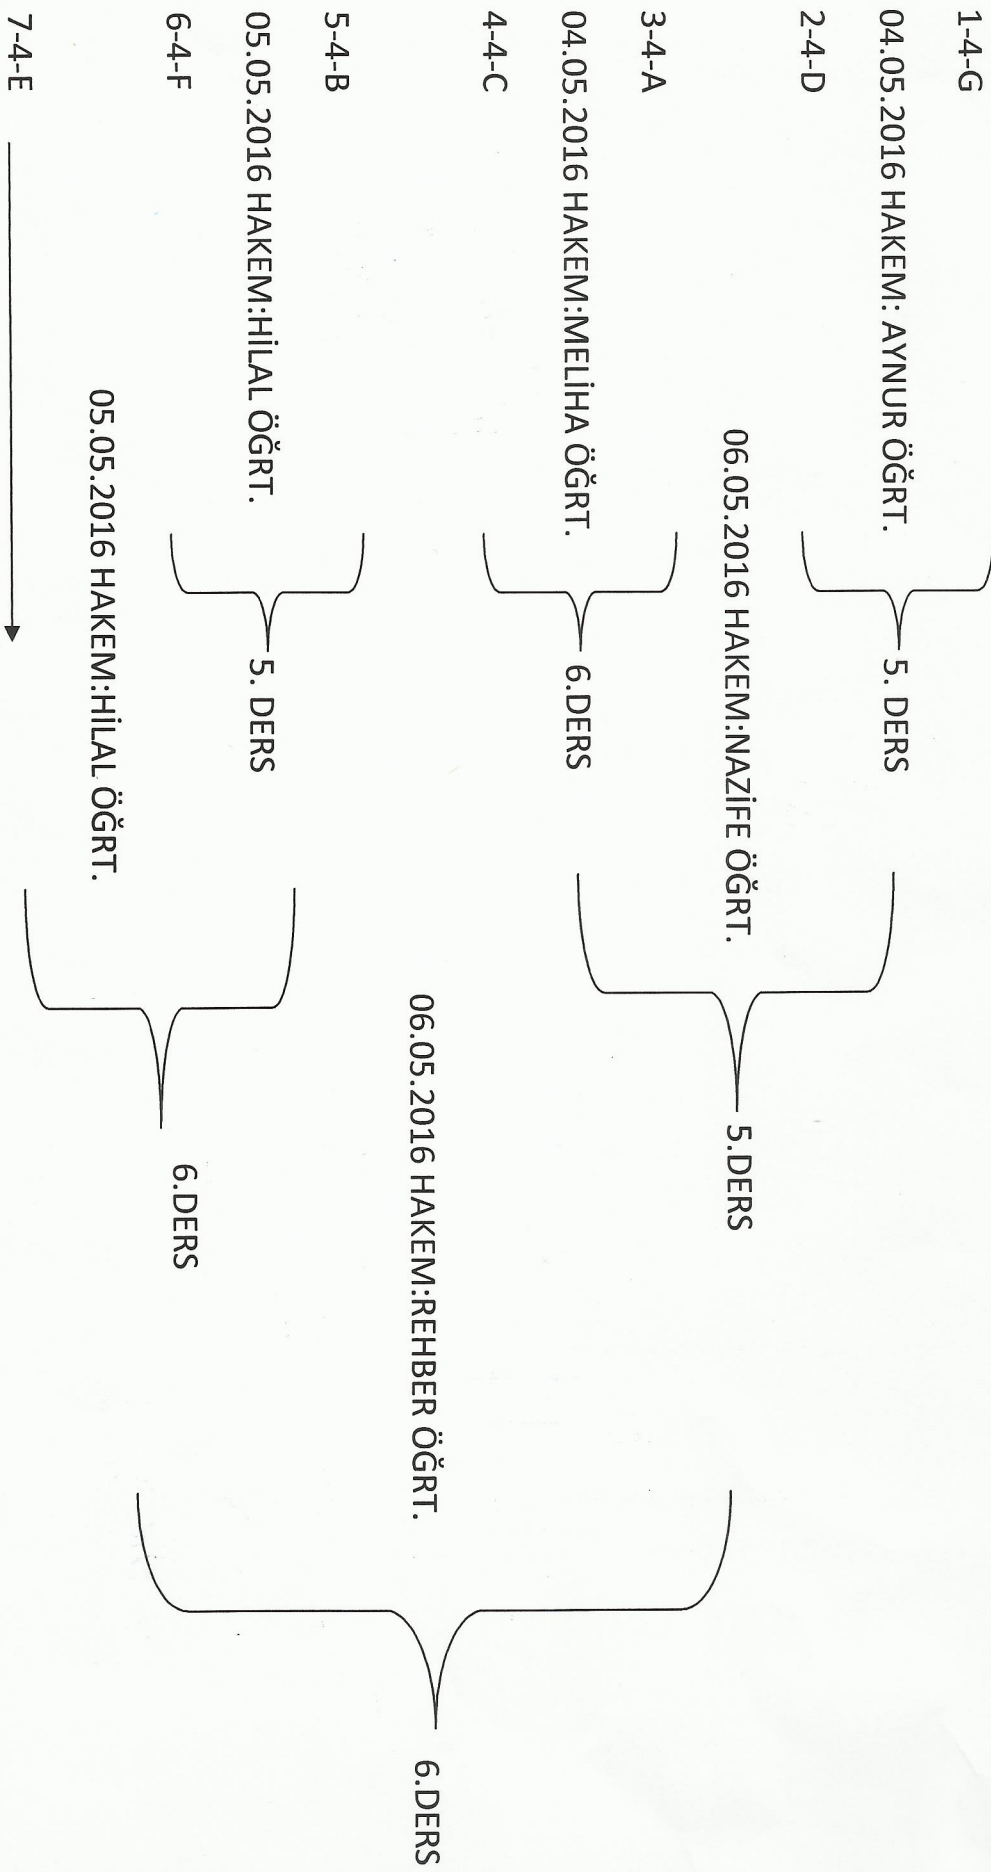 1-4-G
04.05.2016 HAKEM: AYNUR ÖĞRT.
5. DERS
2-4-D
06.05.2016 HAKEM:NAZİFE ÖĞRT.
5.DERS
3-4-A
04.05.2016 HAKEM:MELİHA ÖĞRT.
6.DERS
4-4-C
06.05.2016 HAKEM:REHBER ÖĞRT.
6.DERS
5-4-B
05.05.2016 HAKEM:HİLAL ÖĞRT.
5. DERS
6-4-F
05.05.2016 HAKEM:HİLAL ÖĞRT.
6.DERS
7-4-E